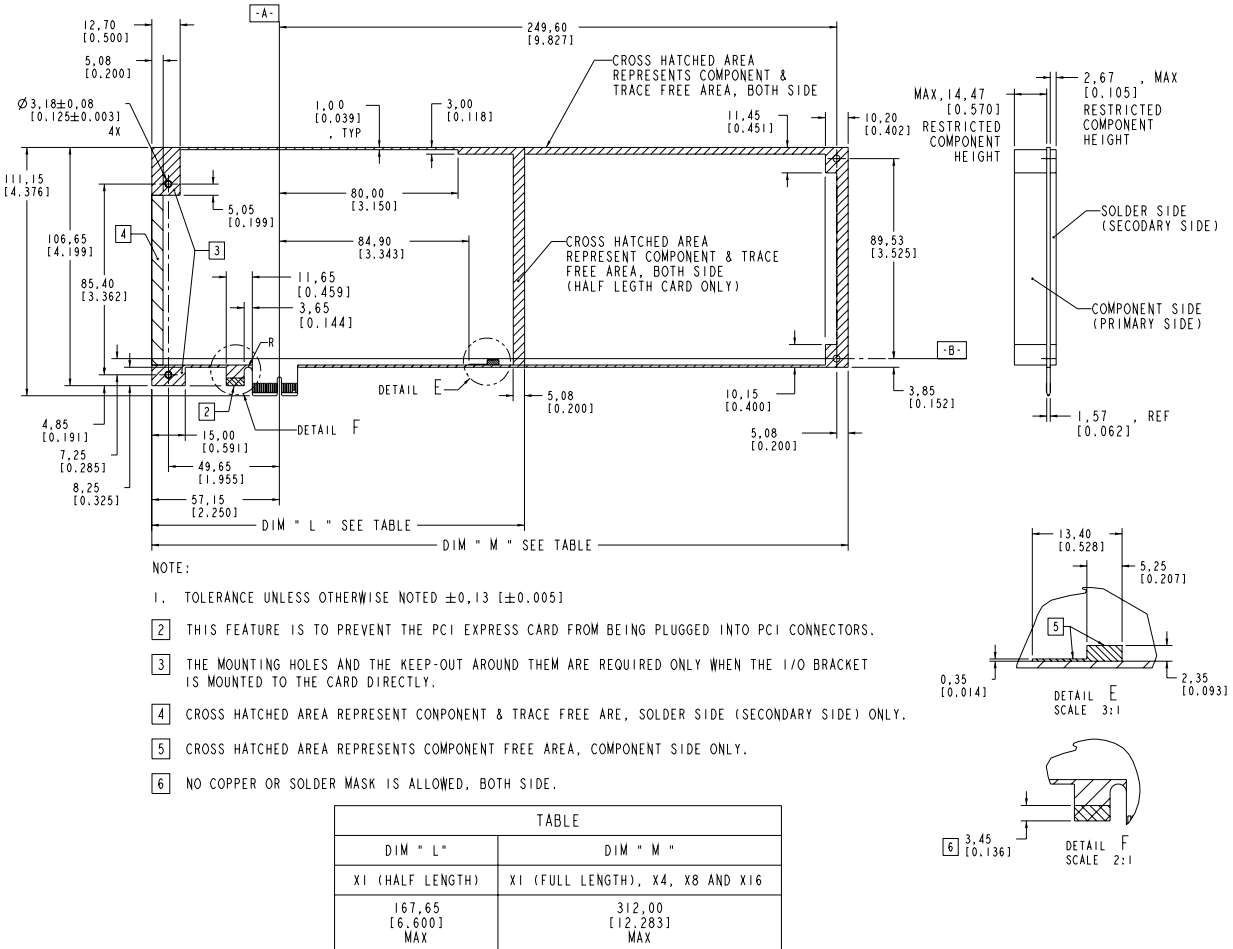 -A-
12,70
[0.500]
5,08
[0.200]
Ø3,18±0,08
[0.125±0.003]
4X
249,60
[9.827]
CROSS HATCHED AREA
REPRESENTS COMPONENT &
TRACE FREE AREA, BOTH SIDE
1,00
[0.039]
, TYP
3,00
[0.118]
11,45
[0.451]
10,20
[0.402]
MAX,14,47
[0.570]
RESTRICTED
COMPONENT
HEIGHT
2,67 , MAX
[0.105]
RESTRICTED
COMPONENT
HEIGHT
111,15
[4.376]
106,65
[4.199]
85,40
[3.362]
4
3
5,05
[0.199]
80,00
[3.150]
84,90
[3.343]
11,65
[0.459]
3,65
[0.144]
R
CROSS HATCHED AREA
REPRESENT COMPONENT & TRACE
FREE AREA, BOTH SIDE
(HALF LEGTH CARD ONLY)
89,53
[3.525]
SOLDER SIDE
(SECODARY SIDE)
COMPONENT SIDE
(PRIMARY SIDE)
-B-
DETAIL E
5,08
[0.200]
10,15
[0.400]
3,85
[0.152]
5,08
[0.200]
1,57 , REF
[0.062]
2
DETAIL F
4,85
[0.191]
7,25
[0.285]
8,25
[0.325]
15,00
[0.591]
49,65
[1.955]
57,15
[2.250]
DIM " L " SEE TABLE
DIM " M " SEE TABLE
NOTE:
1. TOLERANCE UNLESS OTHERWISE NOTED ±0,13 [±0.005]
2 THIS FEATURE IS TO PREVENT THE PCI EXPRESS CARD FROM BEING PLUGGED INTO PCI CONNECTORS.
3 THE MOUNTING HOLES AND THE KEEP-OUT AROUND THEM ARE REQUIRED ONLY WHEN THE I/O BRACKET
IS MOUNTED TO THE CARD DIRECTLY.
4 CROSS HATCHED AREA REPRESENT CONPONENT & TRACE FREE ARE, SOLDER SIDE (SECONDARY SIDE) ONLY.
5 CROSS HATCHED AREA REPRESENTS COMPONENT FREE AREA, COMPONENT SIDE ONLY.
6 NO COPPER OR SOLDER MASK IS ALLOWED, BOTH SIDE.
13,40
[0.528]
5,25
[0.207]
5
0,35
[0.014]
2,35
[0.093]
DETAIL E
SCALE 3:1
6 3,45
[0.136]
DETAIL F
SCALE 2:1
TABLE
DIM " L"
DIM " M "
X1 (HALF LENGTH)
X1 (FULL LENGTH), X4, X8 AND X16
167,65
[6.600]
MAX
312,00
[12.283]
MAX